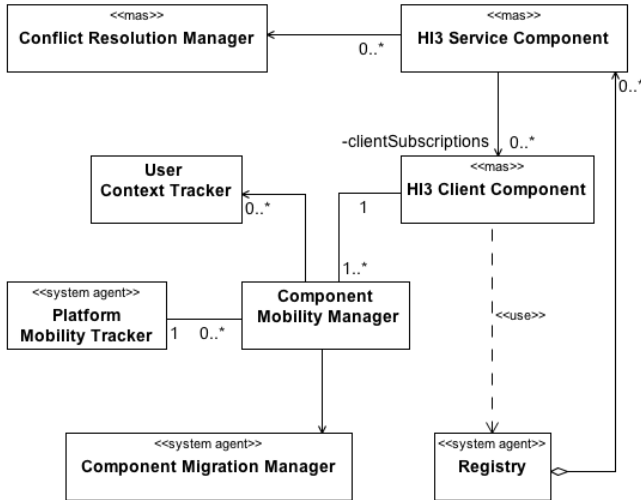 <<mas>>
Conflict Resolution Manager
<<mas>>
HI3 Service Component
0..*
0..*
-clientSubscriptions
0..*
User
Context Tracker
<<mas>>
HI3 Client Component
0..*
1
1..*
<<system agent>>
Platform
Mobility Tracker
1
0..*
Component
Mobility Manager
<<use>>
<<system agent>>
Component Migration Manager
<<system agent>>
Registry